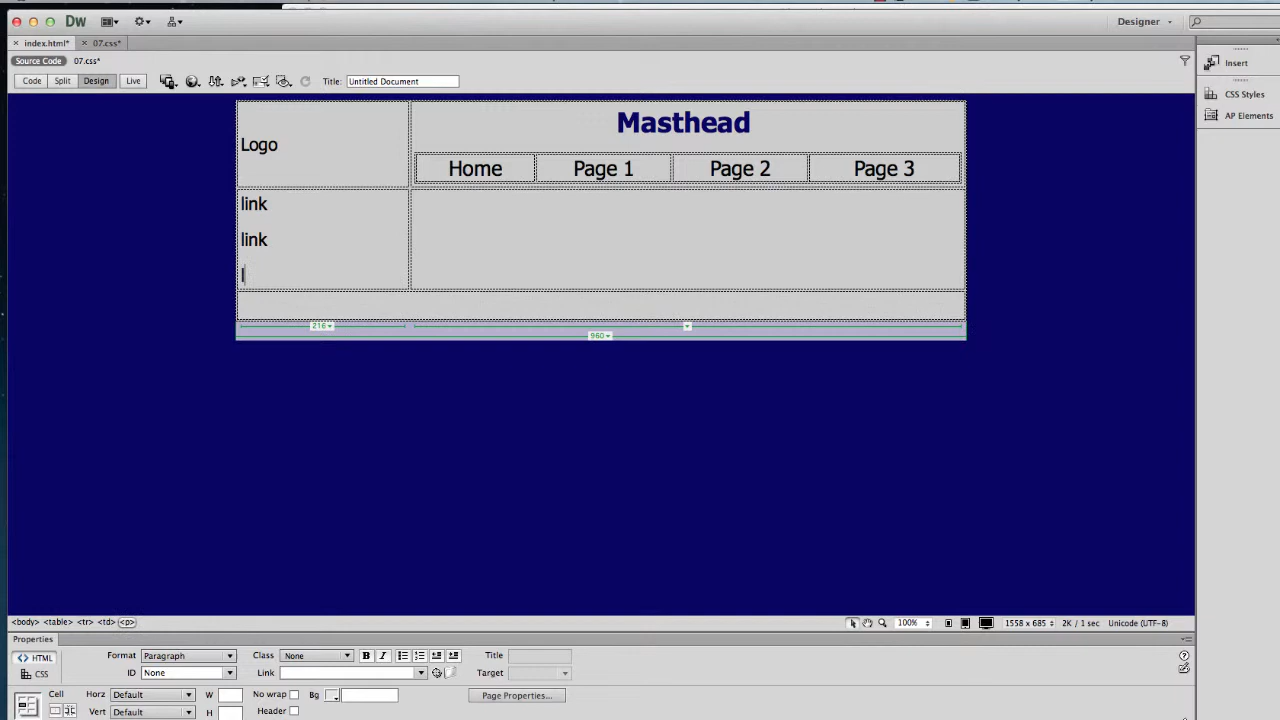 Dw
Designer
index.html*
07.css*
Source Code
07.css*
Code
Split
Design
Live
Title:
Untitled Document
Insert
CSS Styles
AP Elements
Logo
Masthead
Home
Page 1
Page 2
Page 3
link
link
l
216
960
<body> <table> <tr> <td> <p>
100%
1558 x 685
2K / 1 sec
Unicode (UTF-8)
Properties
<> HTML
CSS
Format
Paragraph
Class
None
B
I
Title
ID
None
Link
Target
Cell
Horz
Default
W
No wrap
Bg
Page Properties...
Vert
Default
H
Header